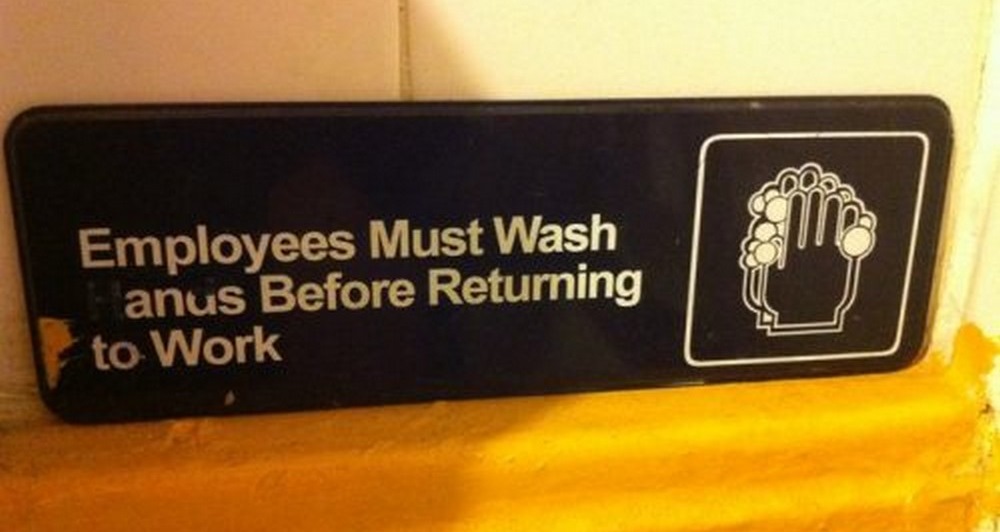 Employees Must Wash
anus Before Returning
to Work